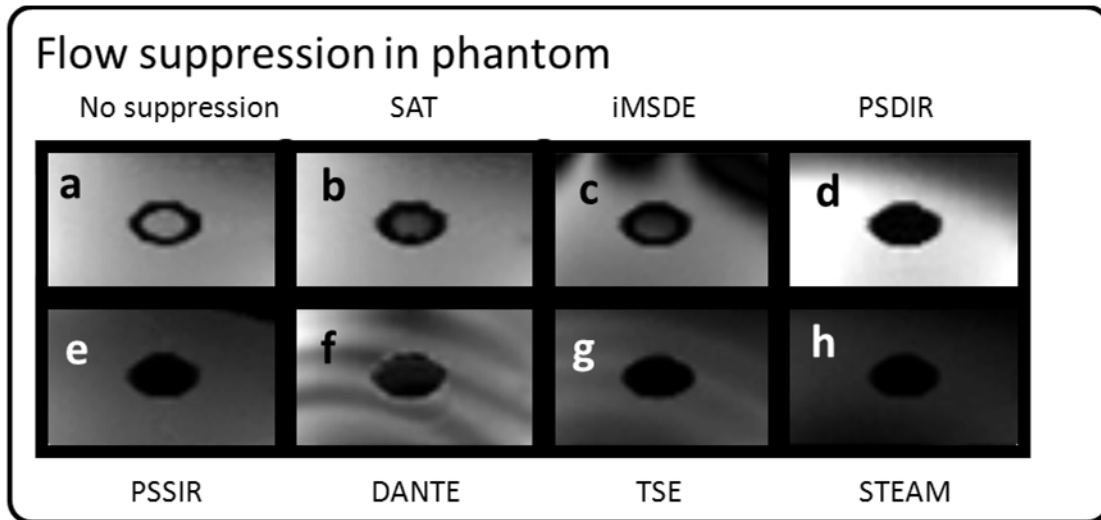 Flow suppression in phantom
No suppression SAT iMSDE PSDIR
a b c d
e f g h
PSSIR DANTE TSE STEAM